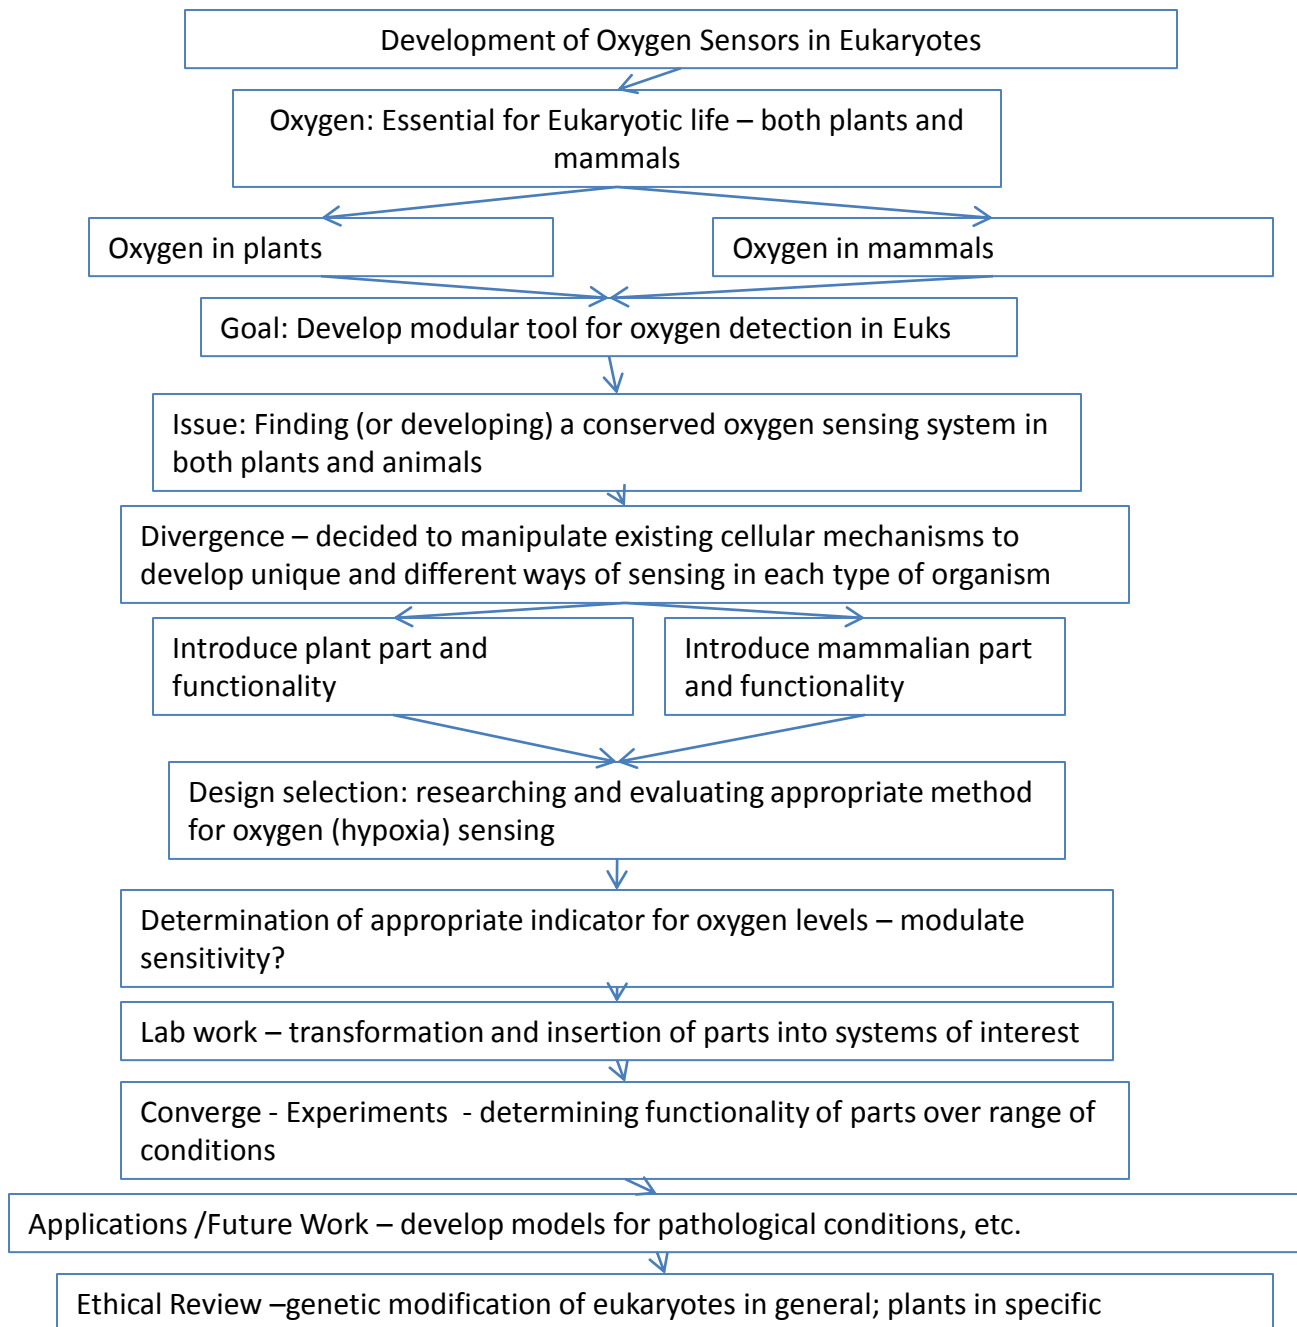 Development of Oxygen Sensors in Eukaryotes
Oxygen: Essential for Eukaryotic life – both plants and
mammals
Oxygen in plants
Oxygen in mammals
Goal: Develop modular tool for oxygen detection in Euks
Issue: Finding (or developing) a conserved oxygen sensing system in
both plants and animals
Divergence – decided to manipulate existing cellular mechanisms to
develop unique and different ways of sensing in each type of organism
Introduce plant part and
functionality
Introduce mammalian part
and functionality
Design selection: researching and evaluating appropriate method
for oxygen (hypoxia) sensing
Determination of appropriate indicator for oxygen levels – modulate
sensitivity?
Lab work – transformation and insertion of parts into systems of interest
Converge - Experiments  - determining functionality of parts over range of
conditions
Applications /Future Work – develop models for pathological conditions, etc.
Ethical Review –genetic modification of eukaryotes in general; plants in specific